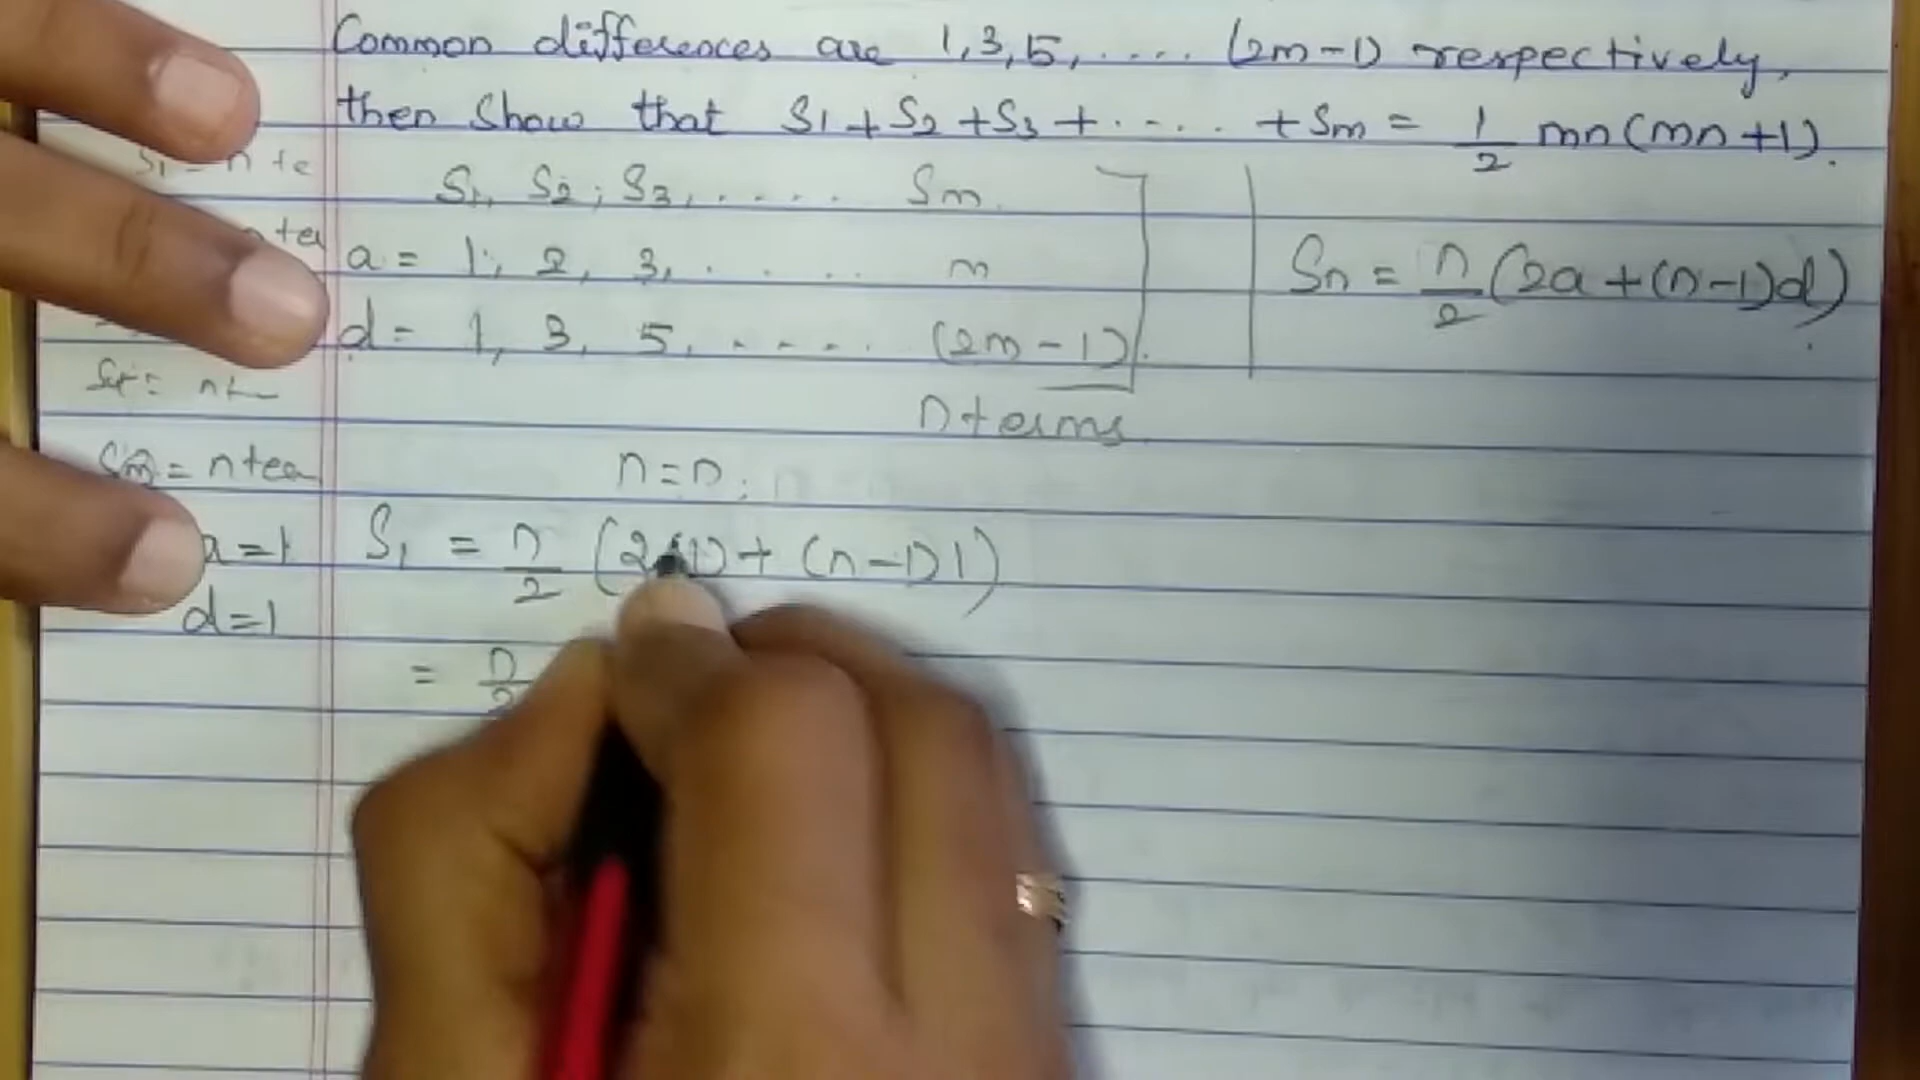 Common differences are 1, 3, 5, .... (2m-1) respectively,
then show that S1 + S2 + S3 + .... + Sm = 1/2 mn(mn+1).
S1, S2, S3, .... Sm.
a = 1, 2, 3, .... m
d = 1, 3, 5, .... (2m-1).
n terms
Sn = n/2 (2a + (n-1)d)
Sm = n
n = n.
a = 1
d = 1
S1 = n/2 (2(1) + (n-1)1)
= n